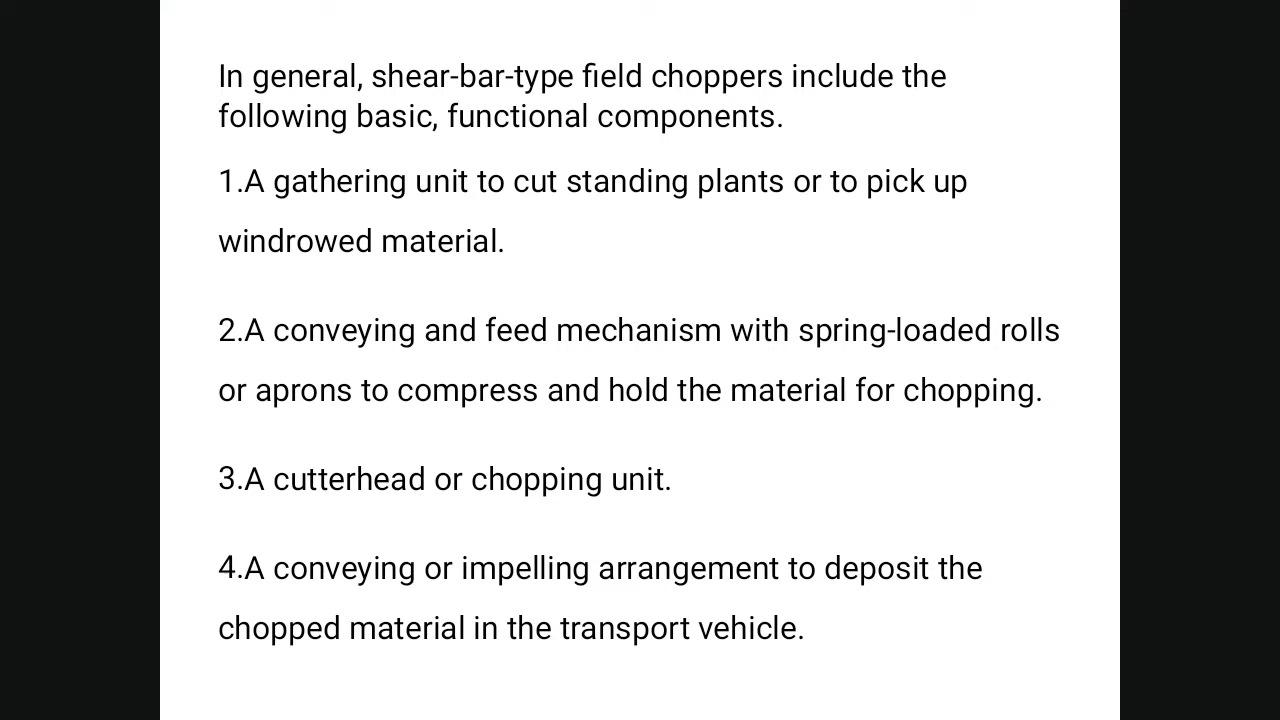 In general, shear-bar-type field choppers include the
following basic, functional components.
1.A gathering unit to cut standing plants or to pick up
windrowed material.
2.A conveying and feed mechanism with spring-loaded rolls
or aprons to compress and hold the material for chopping.
3.A cutterhead or chopping unit.
4.A conveying or impelling arrangement to deposit the
chopped material in the transport vehicle.